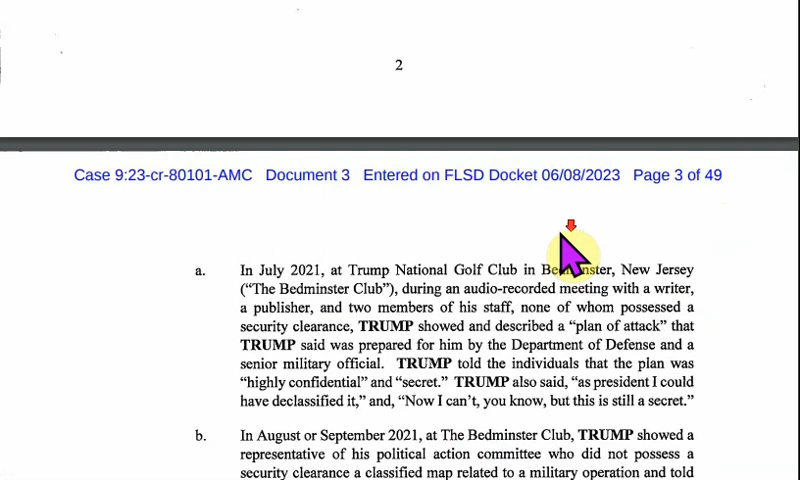 2
Case 9:23-cr-80101-AMC Document 3 Entered on FLSD Docket 06/08/2023 Page 3 of 49
a. In July 2021, at Trump National Golf Club in Bedminster, New Jersey
(“The Bedminster Club”), during an audio-recorded meeting with a writer,
a publisher, and two members of his staff, none of whom possessed a
security clearance, TRUMP showed and described a “plan of attack” that
TRUMP said was prepared for him by the Department of Defense and a
senior military official. TRUMP told the individuals that the plan was
“highly confidential” and “secret.” TRUMP also said, “as president I could
have declassified it,” and, “Now I can’t, you know, but this is still a secret.”
b. In August or September 2021, at The Bedminster Club, TRUMP showed a
representative of his political action committee who did not possess a
security clearance a classified map related to a military operation and told